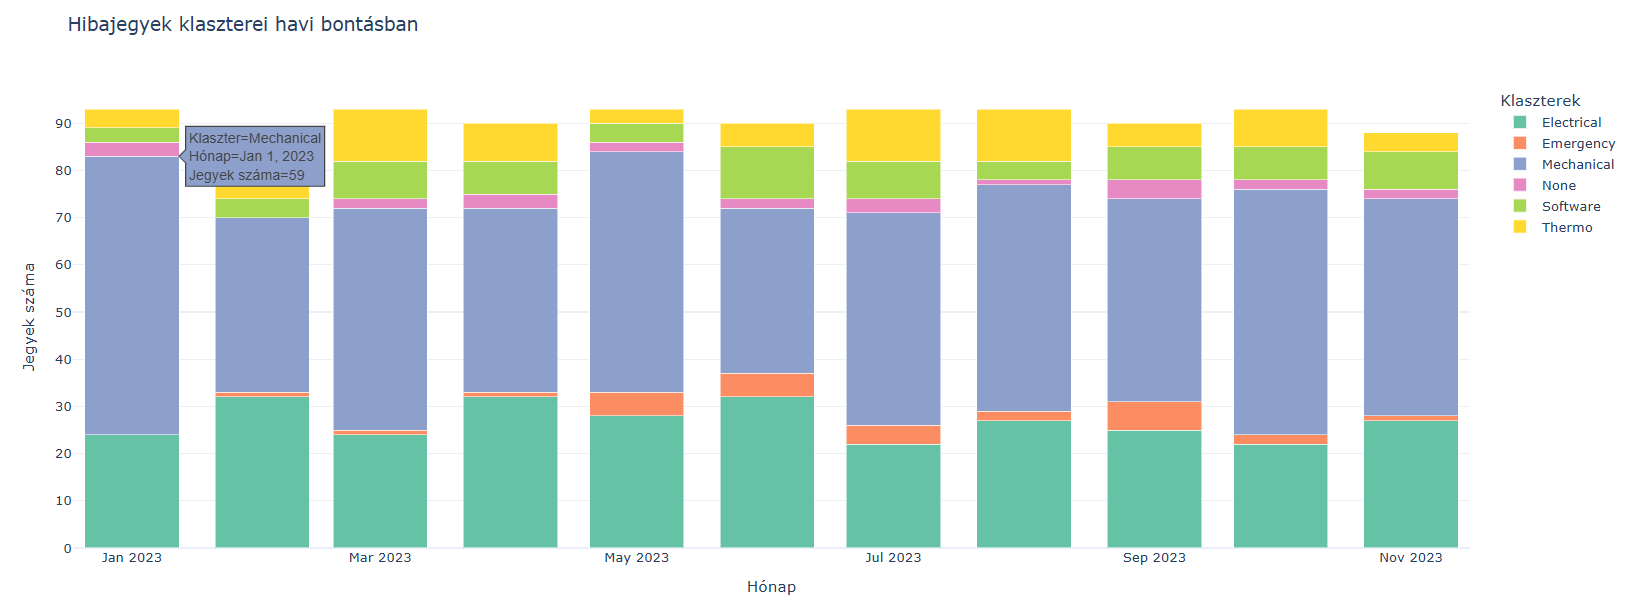 Hibajegyek klaszterei havi bontásban
Klaszterek
Electrical
Emergency
Mechanical
None
Software
Thermo
Klaszter=Mechanical
Hónap=Jan 1, 2023
Jegyek száma=59
Jegyek száma
90
80
70
60
50
40
30
20
10
0
Jan 2023
Mar 2023
May 2023
Jul 2023
Sep 2023
Nov 2023
Hónap